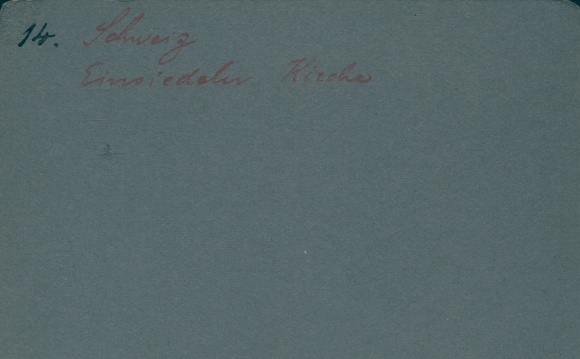 14. Schweiz
Einsiedeln Kirche